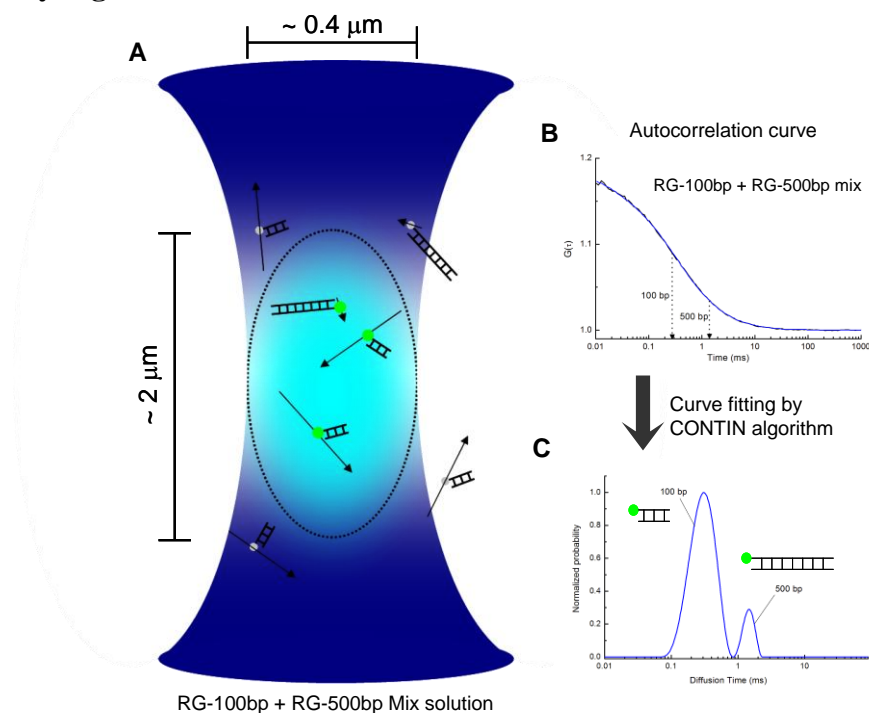 ~ 0.4 μm
A
~ 2 μm
RG-100bp + RG-500bp Mix solution
B
Autocorrelation curve
RG-100bp + RG-500bp mix
1.2
1.1
1.0
G(τ)
100 bp
500 bp
0.01 0.1 1 10 100 1000
Time (ms)
Curve fitting by
CONTIN algorithm
C
1.0
0.8
0.6
0.4
0.2
0.0
Normalized probability
100 bp
500 bp
0.01 0.1 1 10
Diffusion Time (ms)